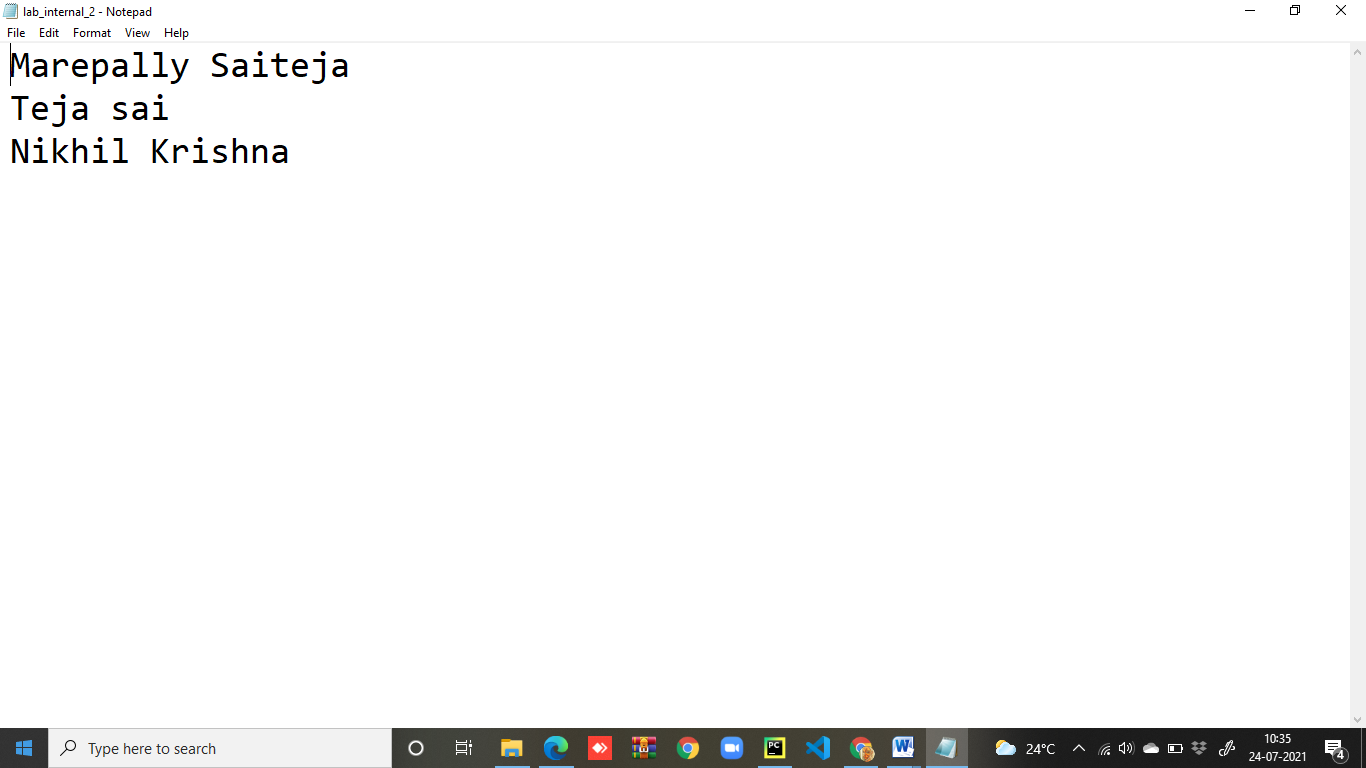 lab_internal_2 - Notepad
File Edit Format View Help
Marepally Saiteja
Teja sai
Nikhil Krishna
Type here to search
PC
W
24°C
10:35
24-07-2021
4